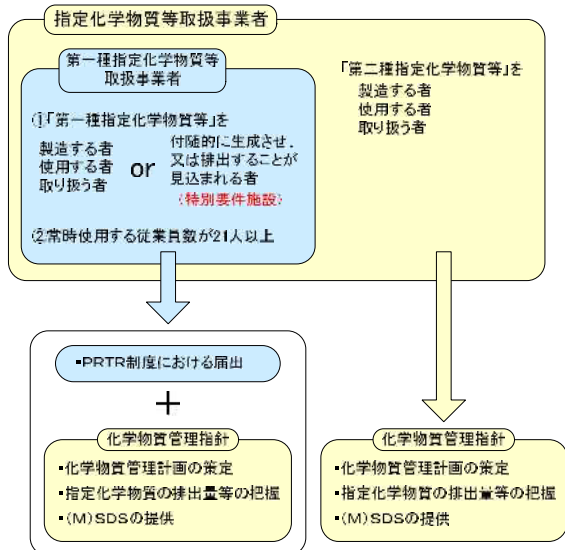 指定化学物質等取扱事業者
第一種指定化学物質等
取扱事業者
①「第一種指定化学物質等」を
製造する者
使用する者
取り扱う者
or
付随的に生成させ、
又は排出することが
見込まれる者
(特別要件施設)
②常時使用する従業員数が21人以上
「第二種指定化学物質等」を
製造する者
使用する者
取り扱う者
・PRTR制度における届出
+
化学物質管理指針
・化学物質管理計画の策定
・指定化学物質の排出量等の把握
・(M)SDSの提供
化学物質管理指針
・化学物質管理計画の策定
・指定化学物質の排出量等の把握
・(M)SDSの提供